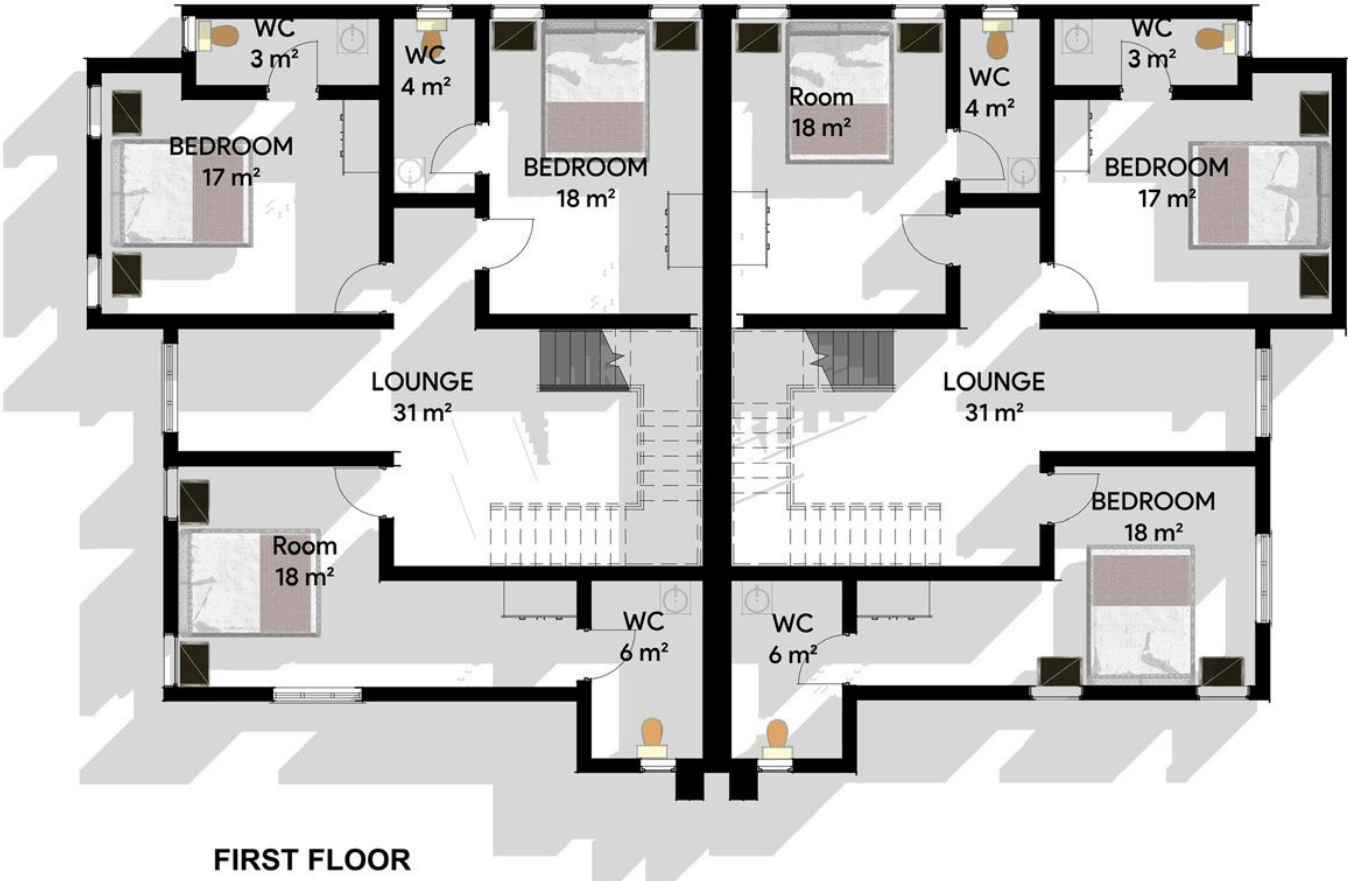 WC
3 m²
WC
4 m²
BEDROOM
17 m²
BEDROOM
18 m²
Room
18 m²
WC
4 m²
WC
3 m²
BEDROOM
17 m²
LOUNGE
31 m²
LOUNGE
31 m²
Room
18 m²
WC
6 m²
WC
6 m²
BEDROOM
18 m²
FIRST FLOOR